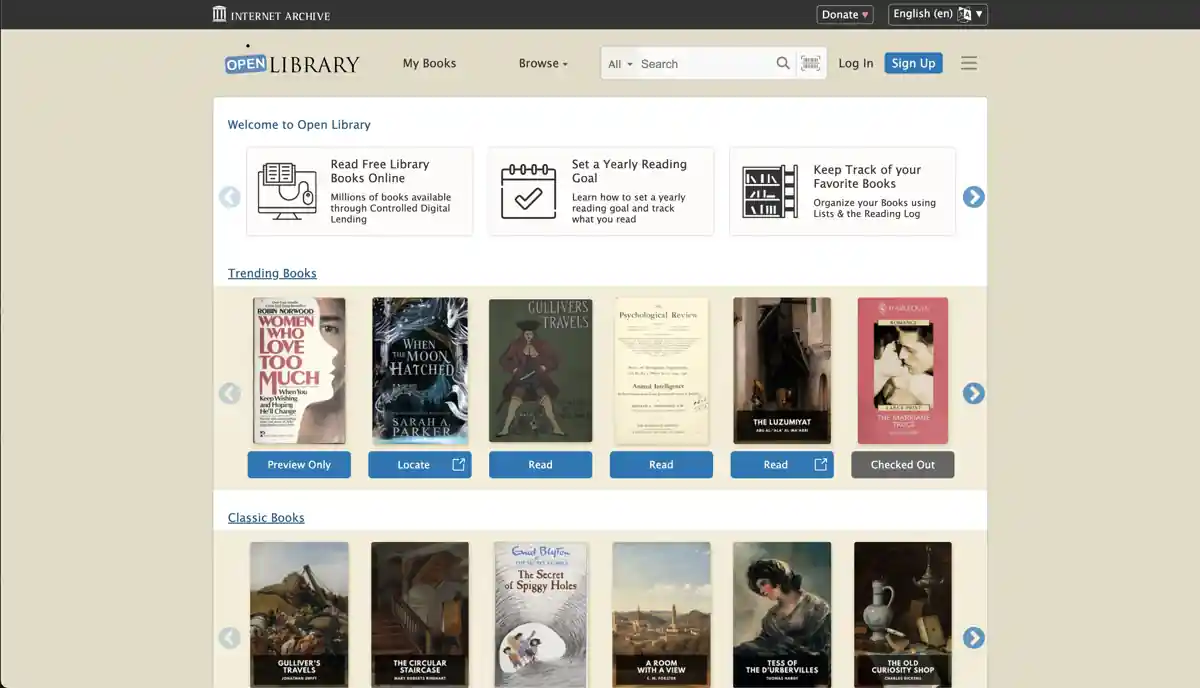 INTERNET ARCHIVE
Donate ♥
English (en)
OPEN LIBRARY
My Books
Browse
All
Search
Log In
Sign Up
Welcome to Open Library
Read Free Library
Books Online
Millions of books available
through Controlled Digital
Lending
Set a Yearly Reading
Goal
Learn how to set a yearly
reading goal and track
what you read
Keep Track of your
Favorite Books
Organize your Books using
Lists & the Reading Log
Trending Books
ROBIN NORWOOD
WOMEN
WHO
LOVE
TOO
MUCH
When You
Keep Wishing
and Hoping
He'll Change
WHEN
THE MOON
HATCHED
SARAH A.
PARKER
GULLIVERS
TRAVELS
The
Psychological Review
Animal Intelligence
THE LUZUMIYAT
HARLEQUIN
ROMANCE
LARGE PRINT
THE MARRIAGE
TRUCE
Preview Only
Locate
Read
Read
Read
Checked Out
Classic Books
GULLIVER'S
TRAVELS
JONATHAN SWIFT
THE CIRCULAR
STAIRCASE
MARY ROBERTS RINEHART
Enid Blyton
The Secret
of Spiggy Holes
A ROOM
WITH A VIEW
E. M. FORSTER
TESS OF
THE D'URBERVILLES
THOMAS HARDY
THE OLD
CURIOSITY SHOP
CHARLES DICKENS